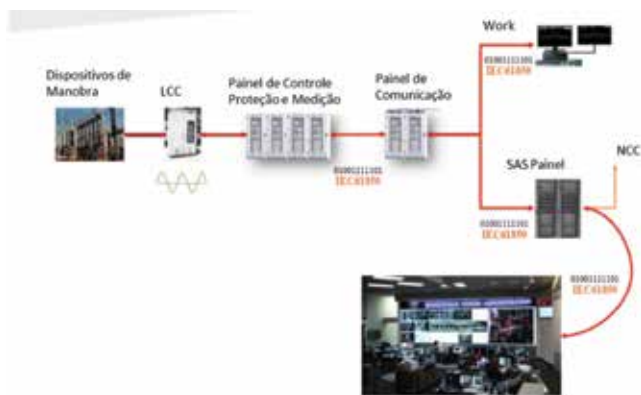 Work
01001111101
IEC61850
Dispositivos de
Manobra
LCC
Painel de Controle
Proteção e Medição
Painel de
Comunicação
01001111101
IEC61850
SAS Painel
NCC
01001111101
IEC61850
01001111101
IEC61850